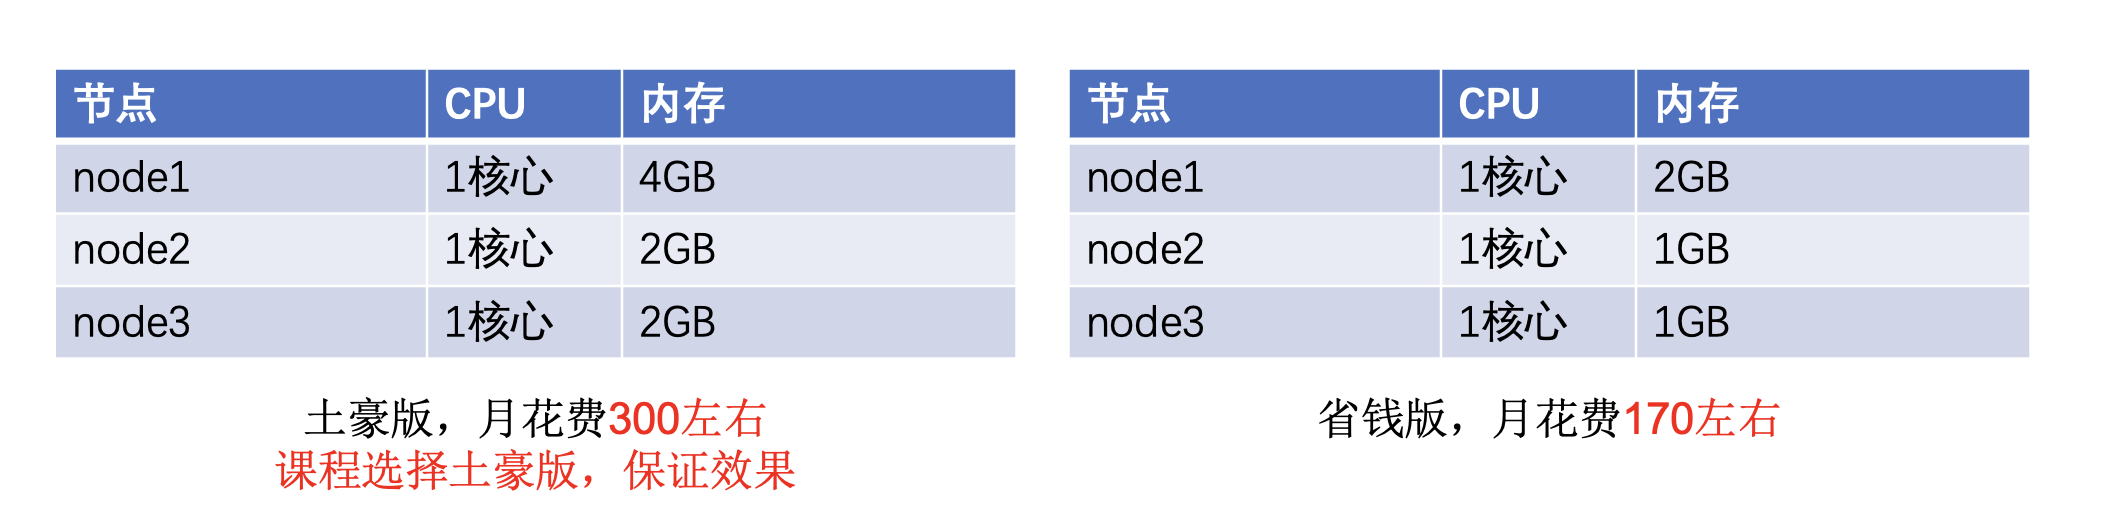 节点 CPU 内存
node1 1核心 4GB
node2 1核心 2GB
node3 1核心 2GB
土豪版，月花费300左右
课程选择土豪版，保证效果
节点 CPU 内存
node1 1核心 2GB
node2 1核心 1GB
node3 1核心 1GB
省钱版，月花费170左右